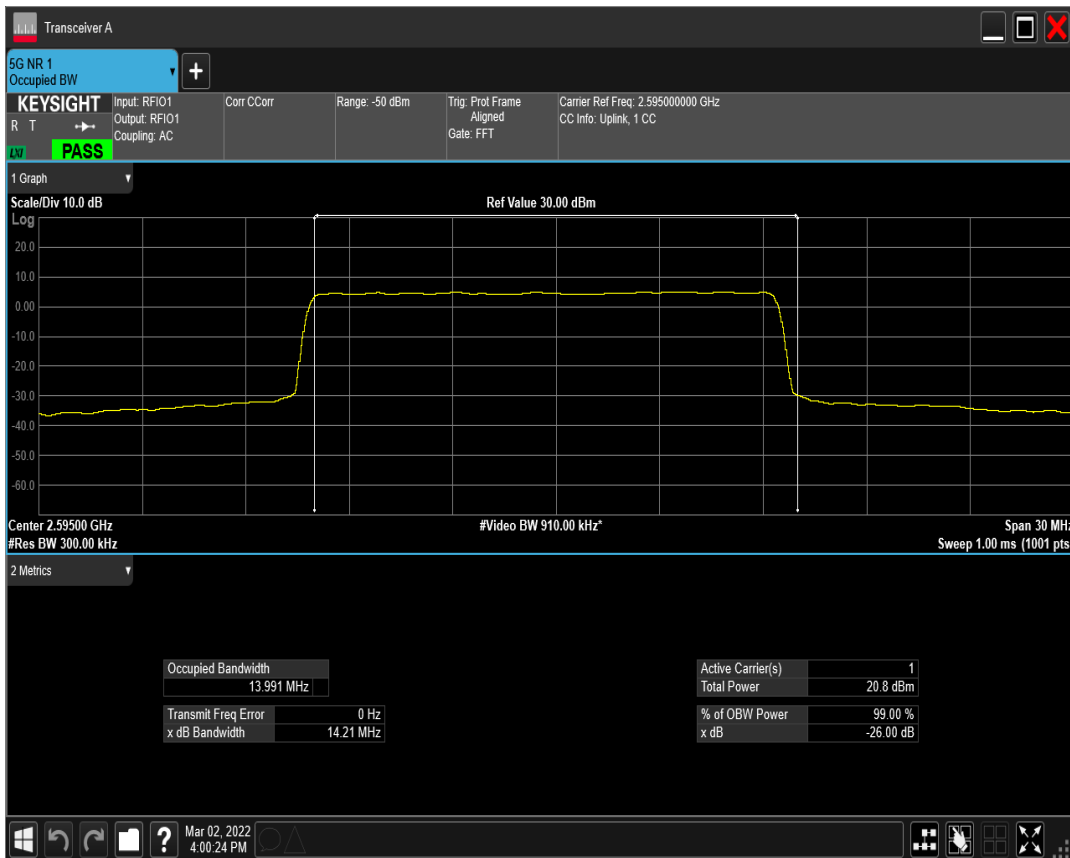 Transceiver A
5G NR 1
Occupied BW
+
KEYSIGHT
R T
LXI
PASS
Input: RFIO1
Output: RFIO1
Coupling: AC
Corr CCorr
Range: -50 dBm
Trig: Prot Frame
Aligned
Gate: FFT
Carrier Ref Freq: 2.595000000 GHz
CC Info: Uplink, 1 CC
1 Graph
Scale/Div 10.0 dB
Ref Value 30.00 dBm
Log
20.0
10.0
0.00
-10.0
-20.0
-30.0
-40.0
-50.0
-60.0
Center 2.59500 GHz
#Video BW 910.00 kHz*
Span 30 MHz
#Res BW 300.00 kHz
Sweep 1.00 ms (1001 pts
2 Metrics
Occupied Bandwidth
13.991 MHz
Transmit Freq Error 0 Hz
x dB Bandwidth 14.21 MHz
Active Carrier(s) 1
Total Power 20.8 dBm
% of OBW Power 99.00 %
x dB -26.00 dB
?
Mar 02, 2022
4:00:24 PM